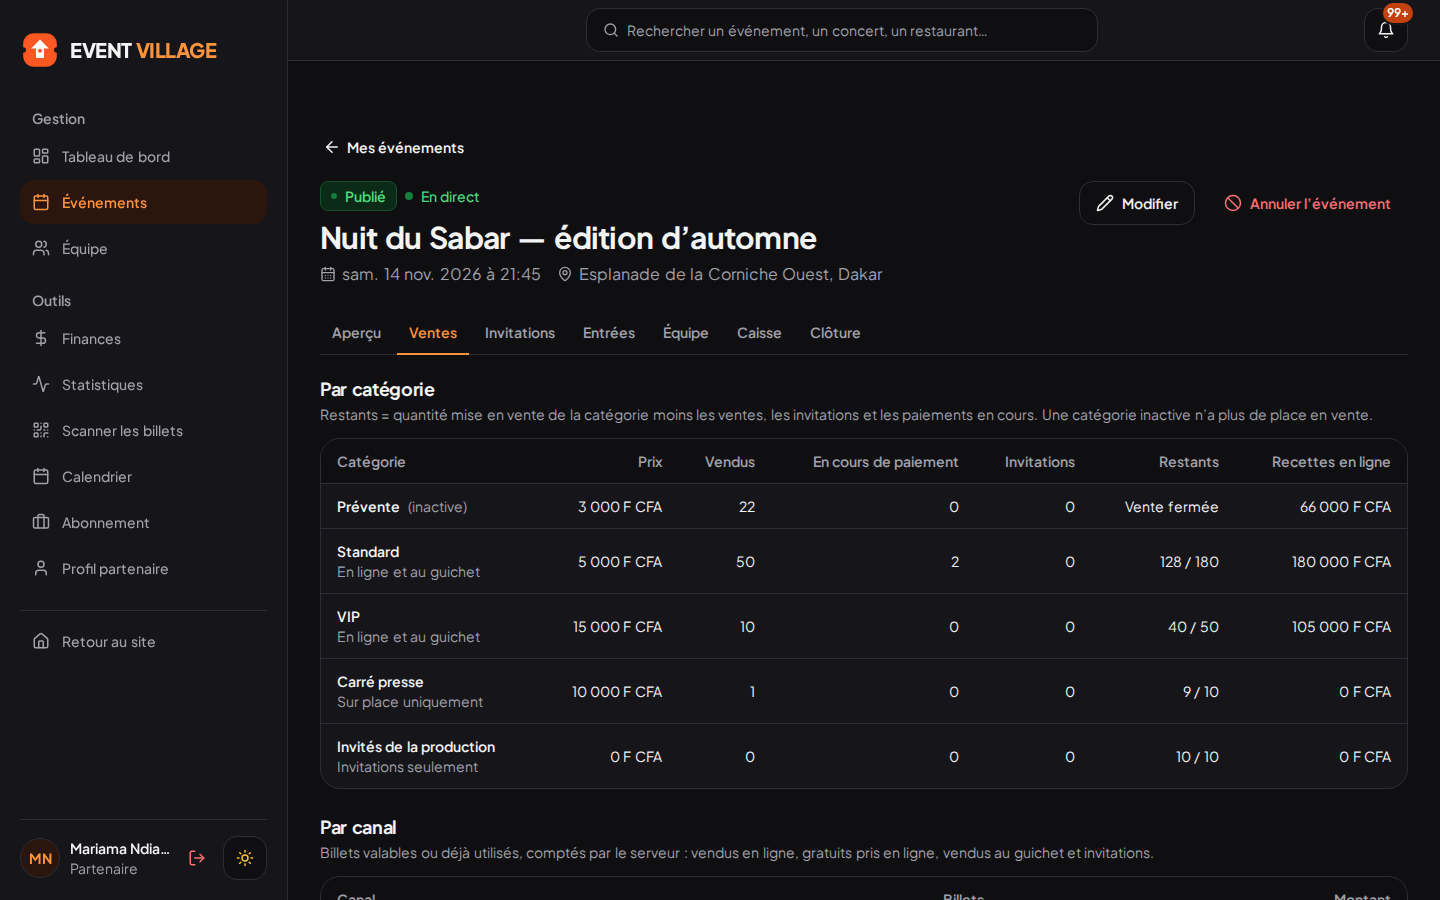 EVENT VILLAGE
Rechercher un événement, un concert, un restaurant…
99+
Gestion
Tableau de bord
Événements
Équipe
Outils
Finances
Statistiques
Scanner les billets
Calendrier
Abonnement
Profil partenaire
Retour au site
MN
Mariama Ndia…
Partenaire
Mes événements
Publié
En direct
Modifier
Annuler l’événement
Nuit du Sabar — édition d’automne
sam. 14 nov. 2026 à 21:45 Esplanade de la Corniche Ouest, Dakar
Aperçu Ventes Invitations Entrées Équipe Caisse Clôture
Par catégorie
Restants = quantité mise en vente de la catégorie moins les ventes, les invitations et les paiements en cours. Une catégorie inactive n’a plus de place en vente.
Catégorie Prix Vendus En cours de paiement Invitations Restants Recettes en ligne
Prévente (inactive) 3 000 F CFA 22 0 0 Vente fermée 66 000 F CFA
Standard
En ligne et au guichet
5 000 F CFA 50 2 0 128 / 180 180 000 F CFA
VIP
En ligne et au guichet
15 000 F CFA 10 0 0 40 / 50 105 000 F CFA
Carré presse
Sur place uniquement
10 000 F CFA 1 0 0 9 / 10 0 F CFA
Invités de la production
Invitations seulement
0 F CFA 0 0 0 10 / 10 0 F CFA
Par canal
Billets valables ou déjà utilisés, comptés par le serveur : vendus en ligne, gratuits pris en ligne, vendus au guichet et invitations.
Canal Billets Montant